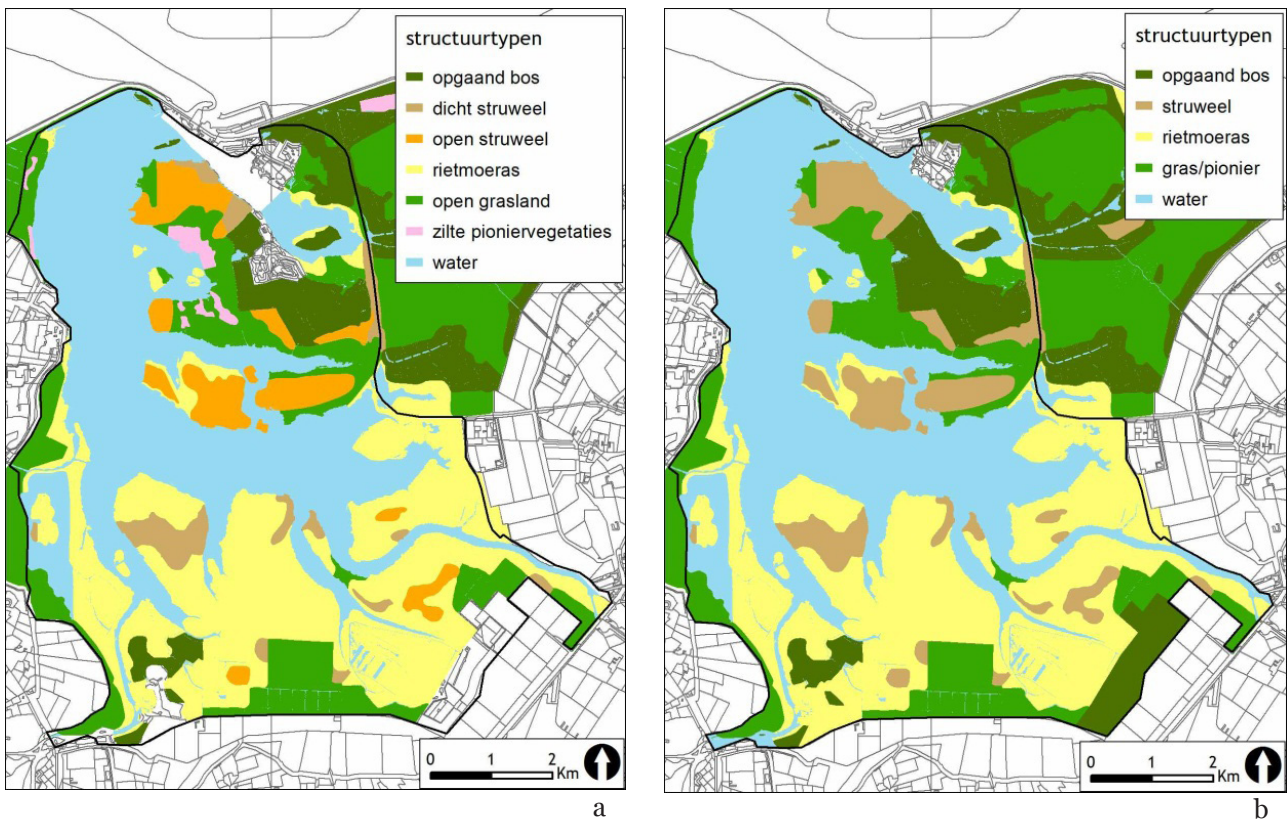 structuurtypen
opgaand bos
dicht struweel
open struweel
rietmoeras
open grasland
zilte pioniervegetaties
water
0 1 2
Km
a
structuurtypen
opgaand bos
struweel
rietmoeras
gras/pionier
water
0 1 2
Km
b